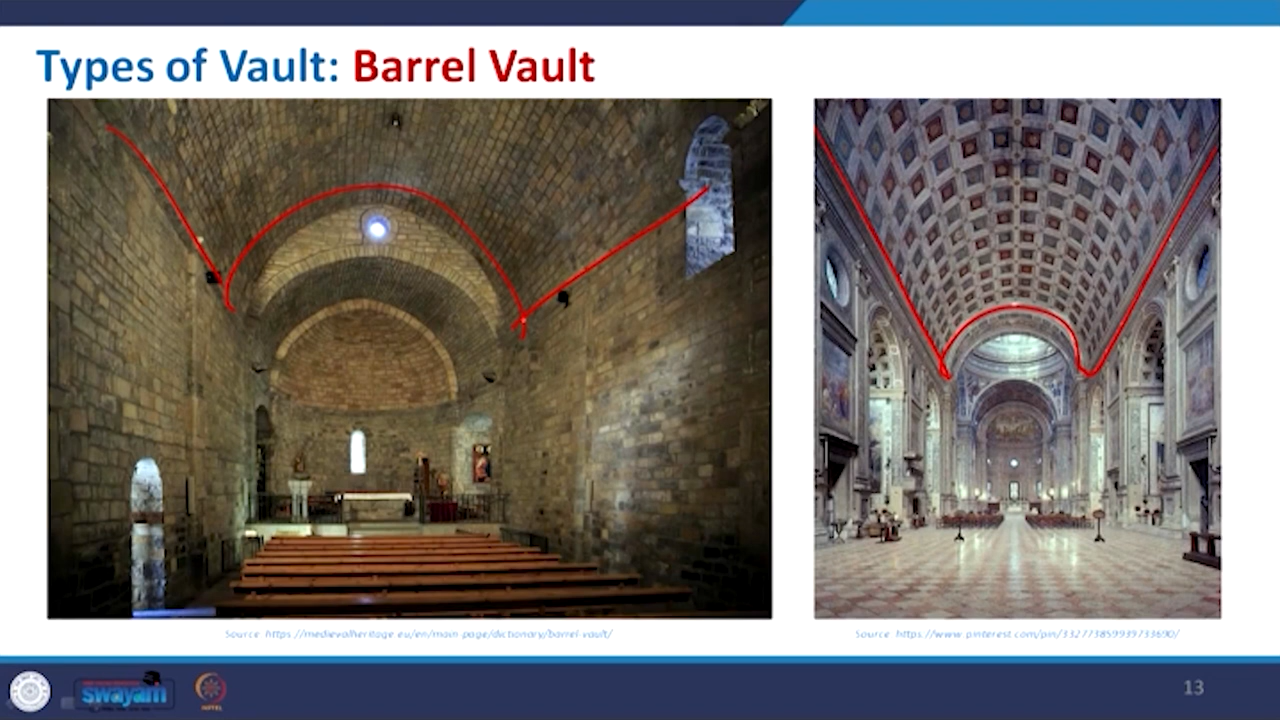 Types of Vault: Barrel Vault
Source: https://medievalheritage.eu/en/main-page/dictionary/barrel-vault/
Source: https://www.pinterest.com/pin/332773859939733690/
swayam
13